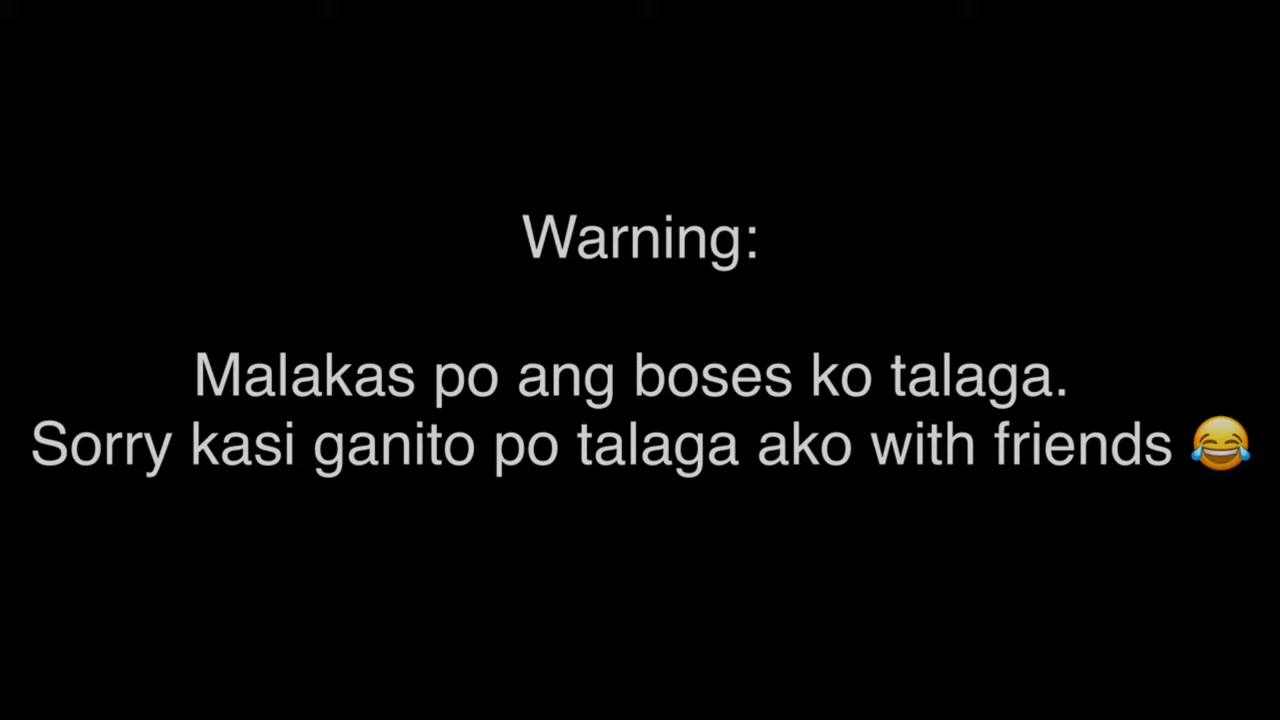 Warning:
Malakas po ang boses ko talaga.
Sorry kasi ganito po talaga ako with friends 😂